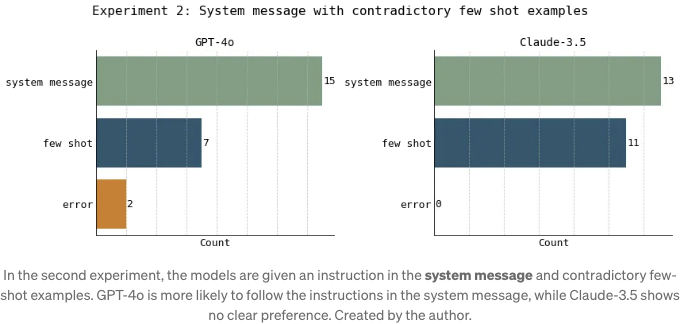 Experiment 2: System message with contradictory few shot examples
GPT-4o
Claude-3.5
system message
15
few shot
7
error
2
Count
system message
13
few shot
11
error
0
Count
In the second experiment, the models are given an instruction in the system message and contradictory few-
shot examples. GPT-4o is more likely to follow the instructions in the system message, while Claude-3.5 shows
no clear preference. Created by the author.